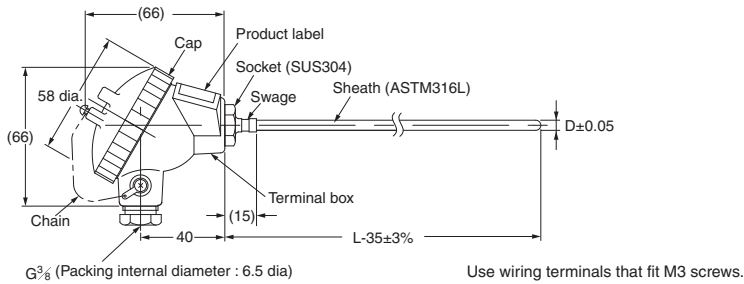 (66)
Cap
Product label
Socket (SUS304)
Swage
Sheath (ASTM316L)
58 dia.
(66)
D±0.05
Terminal box
Chain
(15)
40
L-35±3%
G3⁄8 (Packing internal diameter : 6.5 dia)
Use wiring terminals that fit M3 screws.